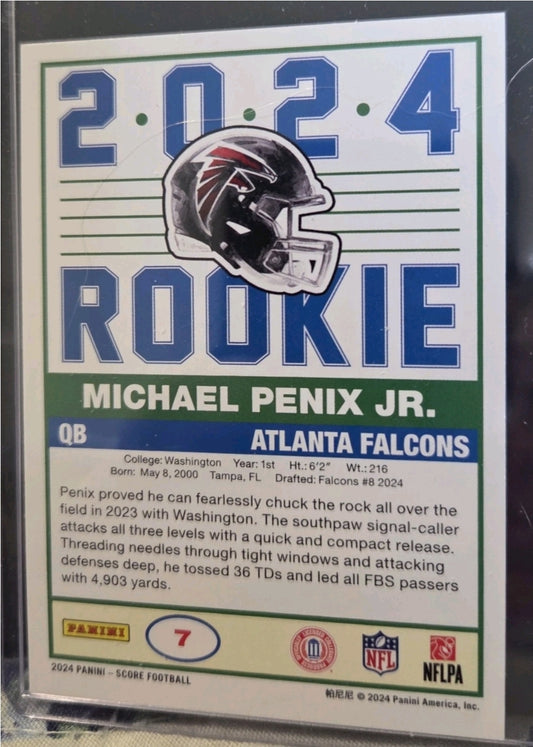 2·0·2·4
ROOKIE
MICHAEL PENIX JR.
QB ATLANTA FALCONS
College: Washington Year: 1st Ht.: 6'2" Wt.: 216
Born: May 8, 2000 Tampa, FL Drafted: Falcons #8 2024
Penix proved he can fearlessly chuck the rock all over the
field in 2023 with Washington. The southpaw signal-caller
attacks all three levels with a quick and compact release.
Threading needles through tight windows and attacking
defenses deep, he tossed 36 TDs and led all FBS passers
with 4,903 yards.
PANINI 7 NFL NFLPA
2024 PANINI – SCORE FOOTBALL
帕尼尼 © 2024 Panini America, Inc.